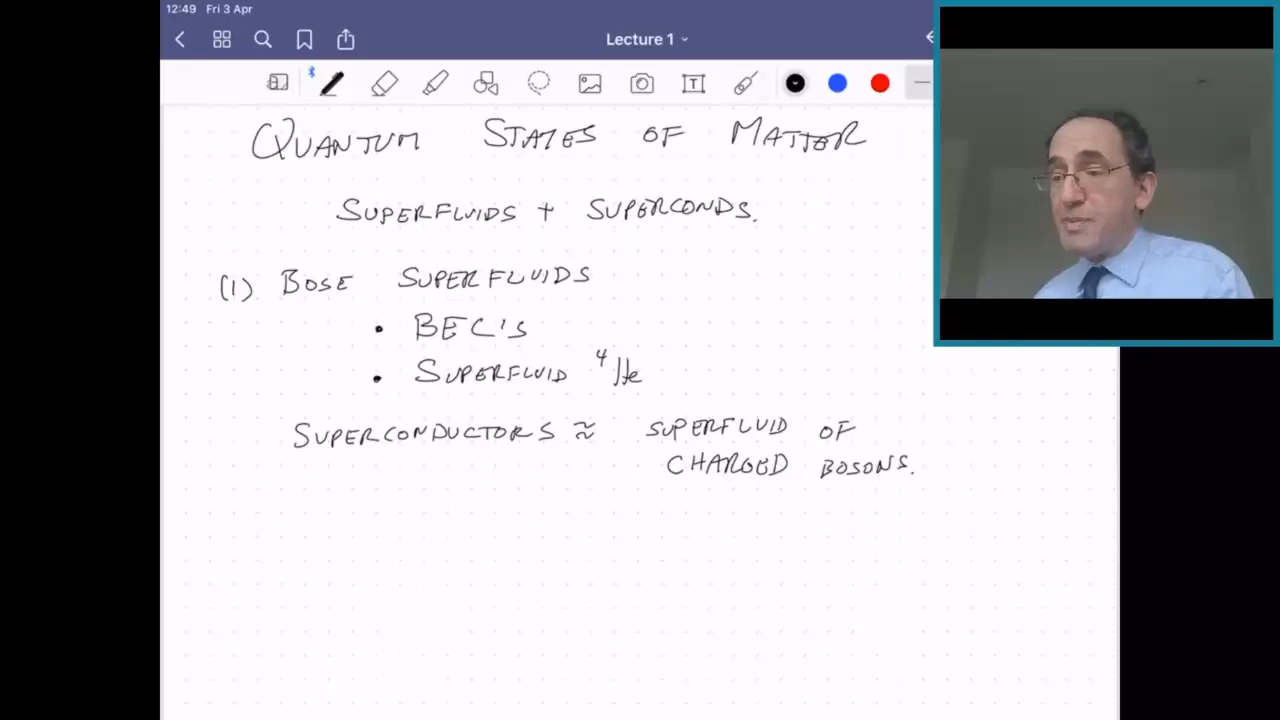 12:49 Fri 3 Apr
Lecture 1
QUANTUM STATES OF MATTER
SUPERFLUIDS + SUPERCONDS.
(1) BOSE SUPERFLUIDS
• BEC'S
• SUPERFLUID ⁴He
SUPERCONDUCTORS ≈ SUPERFLUID OF
CHARGED BOSONS.